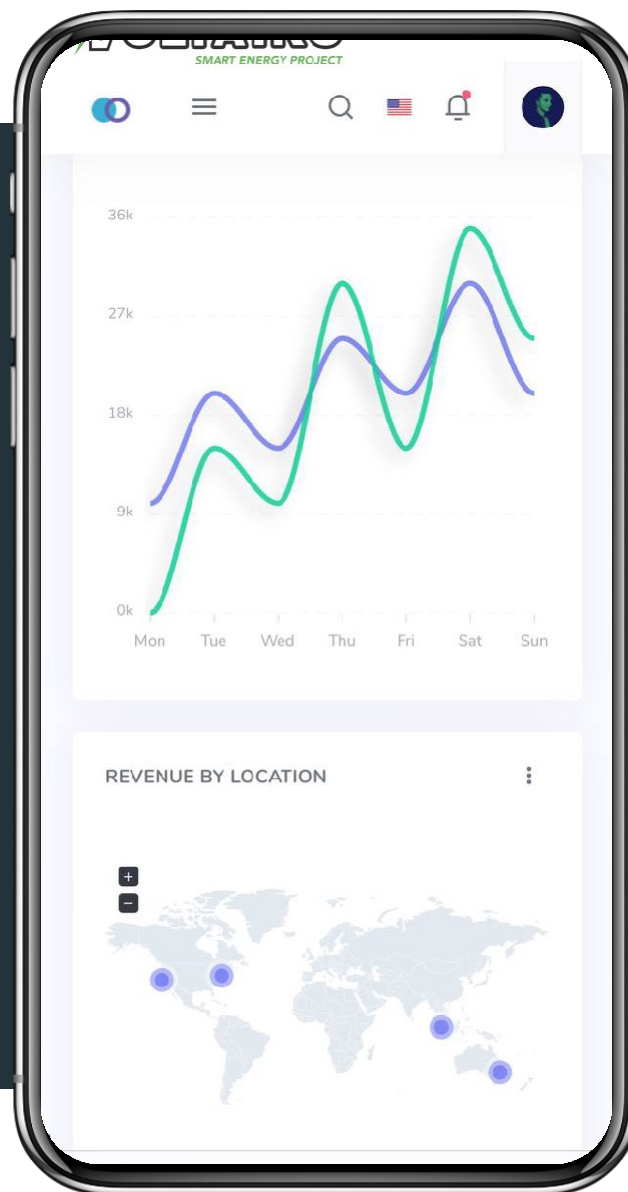 SMART ENERGY PROJECT
36k
27k
18k
9k
0k
Mon Tue Wed Thu Fri Sat Sun
REVENUE BY LOCATION
+
−